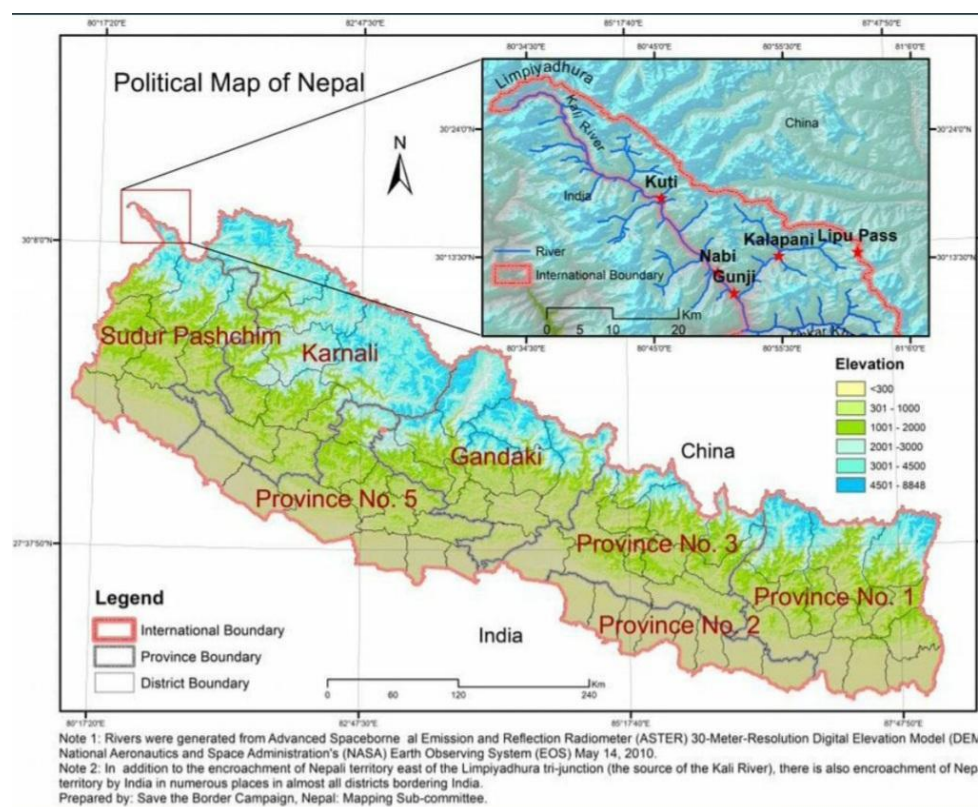 80°17'20"E 82°47'30"E 85°17'40"E 87°47'50"E
Political Map of Nepal
N
80°34'30"E 80°45'0"E 80°55'30"E 81°6'0"E
Limpiyadhura
Kali River
China
30°24'0"N 30°24'0"N
Kuti
India
Kalapani Lipu Pass
River
Nabi
30°13'30"N 30°13'30"N
International Boundary
Gunji
Km
0 5 10 20
80°34'30"E 80°45'0"E 80°55'30"E 81°6'0"E
30°8'0"N
Sudur Pashchim
Karnali
Elevation
<300
301 - 1000
1001 - 2000
2001 -3000
3001 - 4500
4501 - 8848
China
Gandaki
Province No. 5
27°37'50"N
Province No. 3
Province No. 1
Province No. 2
India
Legend
International Boundary
Province Boundary
District Boundary
Km
0 60 120 240
80°17'20"E 82°47'30"E 85°17'40"E 87°47'50"E
Note 1: Rivers were generated from Advanced Spaceborne al Emission and Reflection Radiometer (ASTER) 30-Meter-Resolution Digital Elevation Model (DEM
National Aeronautics and Space Administration's (NASA) Earth Observing System (EOS) May 14, 2010.
Note 2: In addition to the encroachment of Nepali territory east of the Limpiyadhura tri-junction (the source of the Kali River), there is also encroachment of Nep
territory by India in numerous places in almost all districts bordering India.
Prepared by: Save the Border Campaign, Nepal: Mapping Sub-committee.